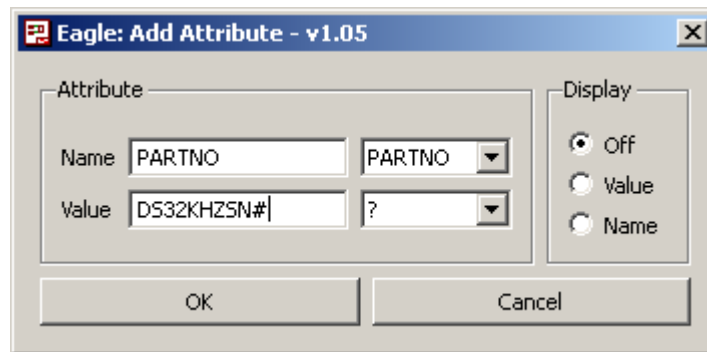 Eagle: Add Attribute - v1.05
Attribute
Display
Name PARTNO PARTNO
Value DS32KHZSN# ?
Off
Value
Name
OK Cancel